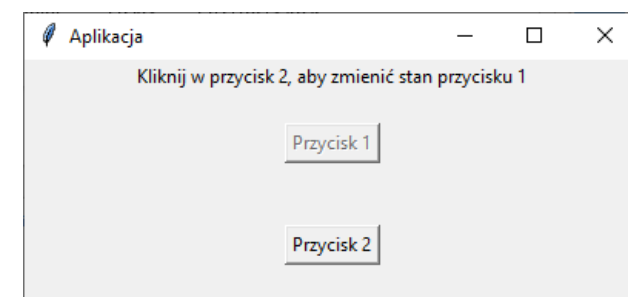 Aplikacja
Kliknij w przycisk 2, aby zmienić stan przycisku 1
Przycisk 1
Przycisk 2